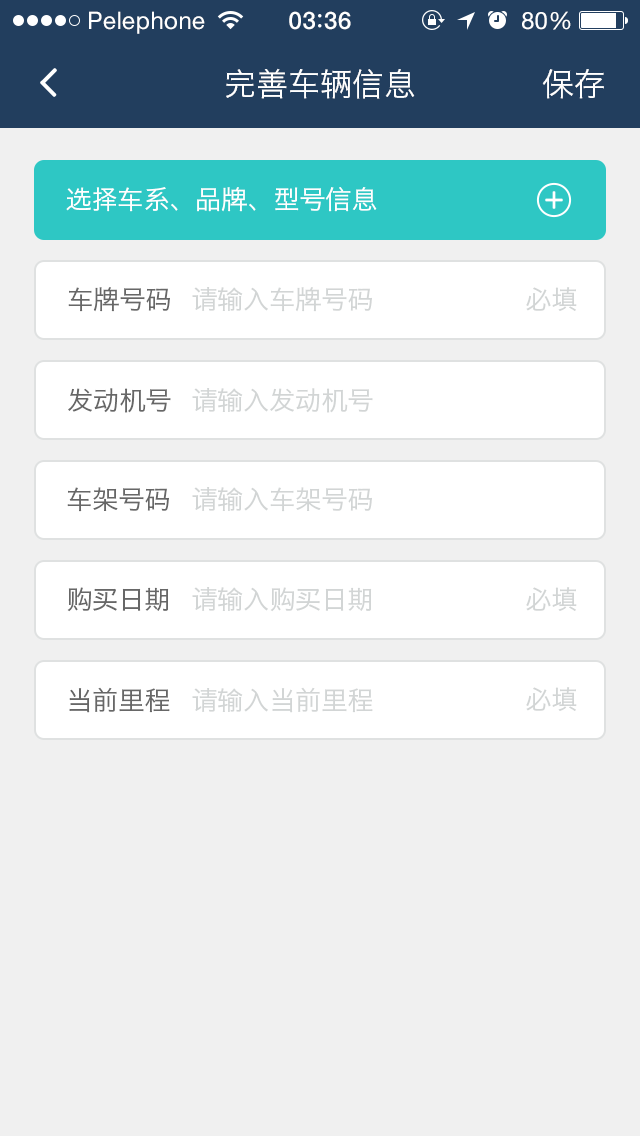 Pelephone 03:36 80%
完善车辆信息 保存
选择车系、品牌、型号信息
车牌号码 请输入车牌号码 必填
发动机号 请输入发动机号
车架号码 请输入车架号码
购买日期 请输入购买日期 必填
当前里程 请输入当前里程 必填